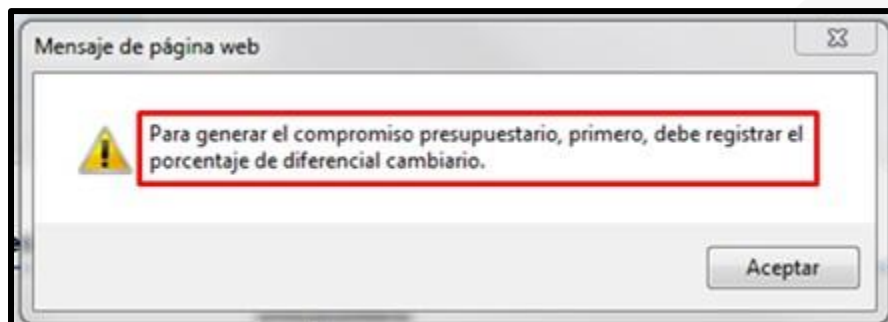 Mensaje de página web
Para generar el compromiso presupuestario, primero, debe registrar el
porcentaje de diferencial cambiario.
Aceptar